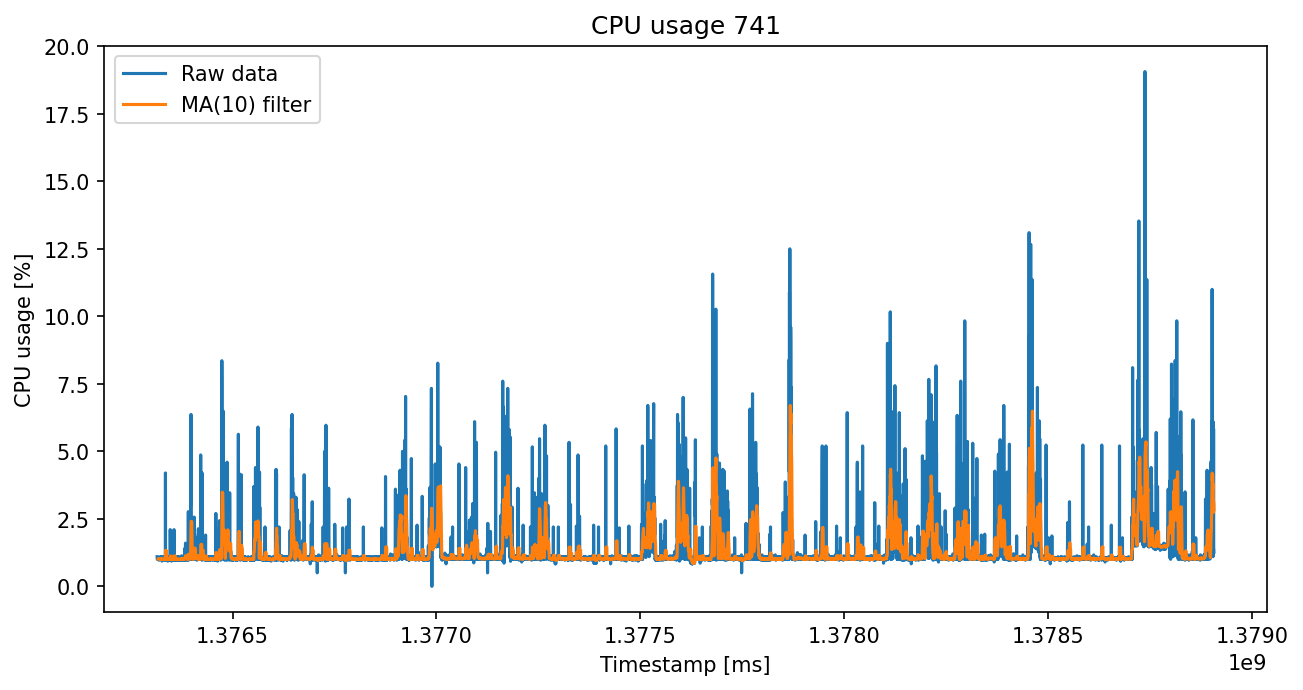 CPU usage 741
Raw data
MA(10) filter
CPU usage [%]
20.0
17.5
15.0
12.5
10.0
7.5
5.0
2.5
0.0
1.3765 1.3770 1.3775 1.3780 1.3785 1.3790
1e9
Timestamp [ms]